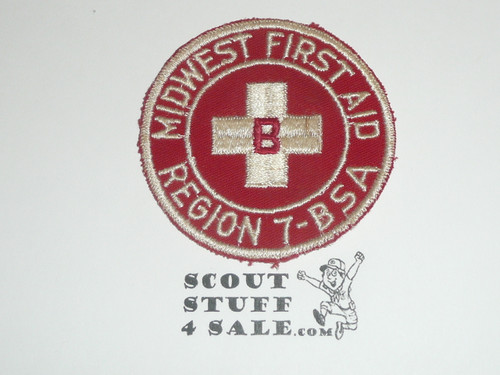 MIDWEST FIRST AID
B
REGION 7-BSA
SCOUT
STUFF
4 SALE.COM